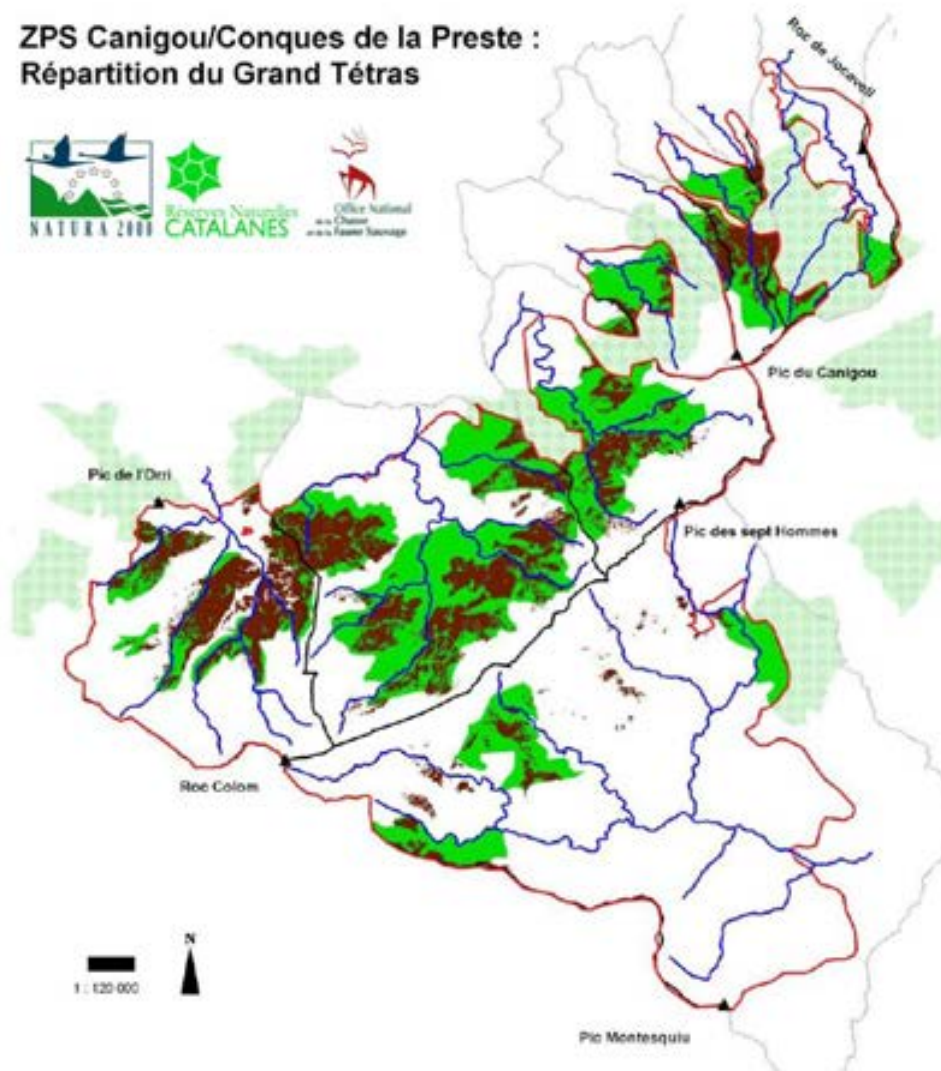 ZPS Canigou/Conques de la Preste :
Répartition du Grand Tétras
NATURA 2000
Réserves Naturelles
CATALANES
Office National
de la Chasse
et de la Faune Sauvage
Roc de Jocavell
Pic du Canigou
Pic de l'Orri
Pic des sept Hommes
Roc Colom
N
1 : 120 000
Pic Montesquiu